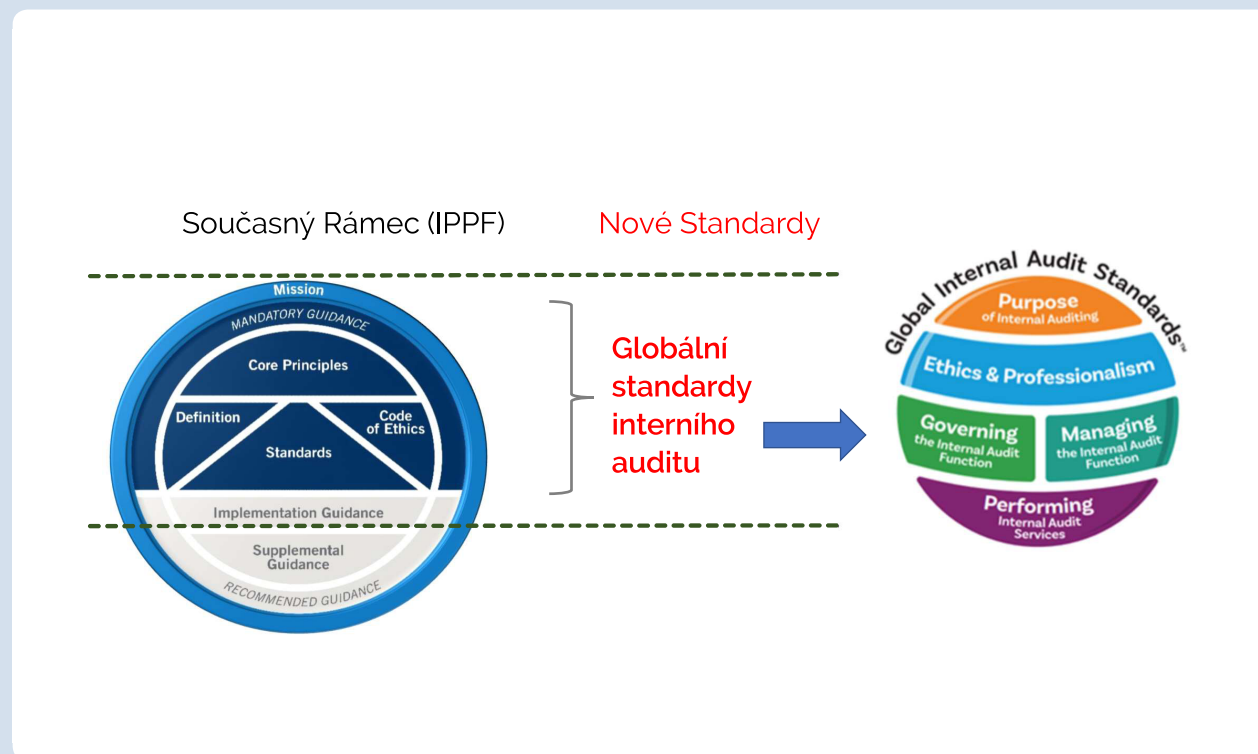 Současný Rámec (IPPF)
Nové Standardy
Mission
MANDATORY GUIDANCE
Core Principles
Definition
Code
of Ethics
Standards
Implementation Guidance
Supplemental
Guidance
RECOMMENDED GUIDANCE
Globální
standardy
interního
auditu
Global Internal Audit Standards™
Purpose
of Internal Auditing
Ethics & Professionalism
Governing
the Internal Audit
Function
Managing
the Internal Audit
Function
Performing
Internal Audit
Services